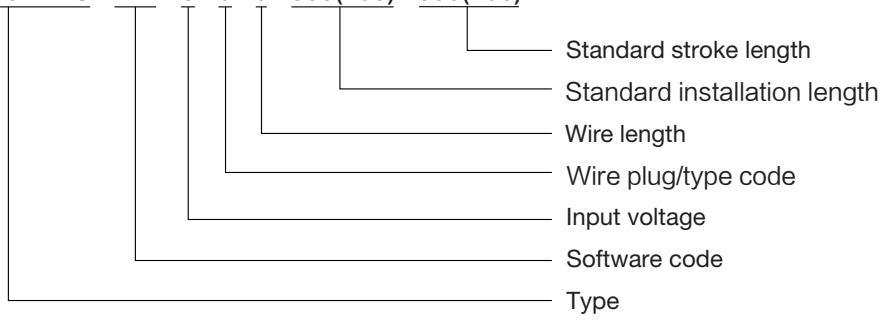 Standard stroke length
Standard installation length
Wire length
Wire plug/type code
Input voltage
Software code
Type